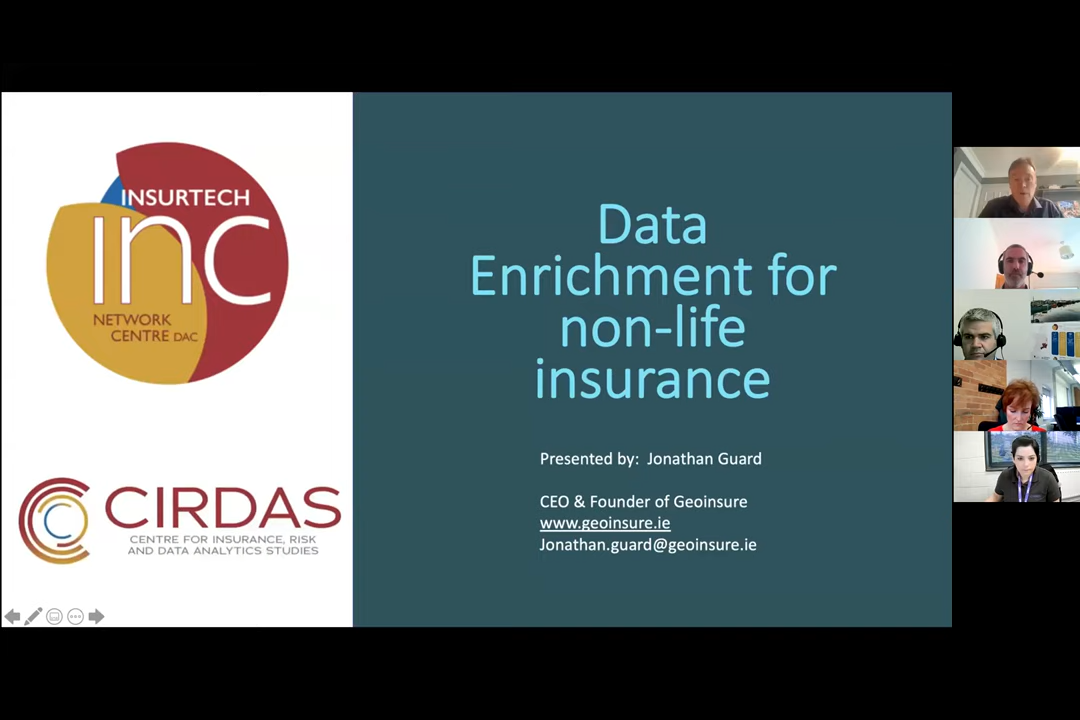 INSURTECH
inc
NETWORK
CENTRE DAC
CIRDAS
CENTRE FOR INSURANCE, RISK
AND DATA ANALYTICS STUDIES
Data
Enrichment for
non-life
insurance
Presented by: Jonathan Guard
CEO & Founder of Geoinsure
www.geoinsure.ie
Jonathan.guard@geoinsure.ie